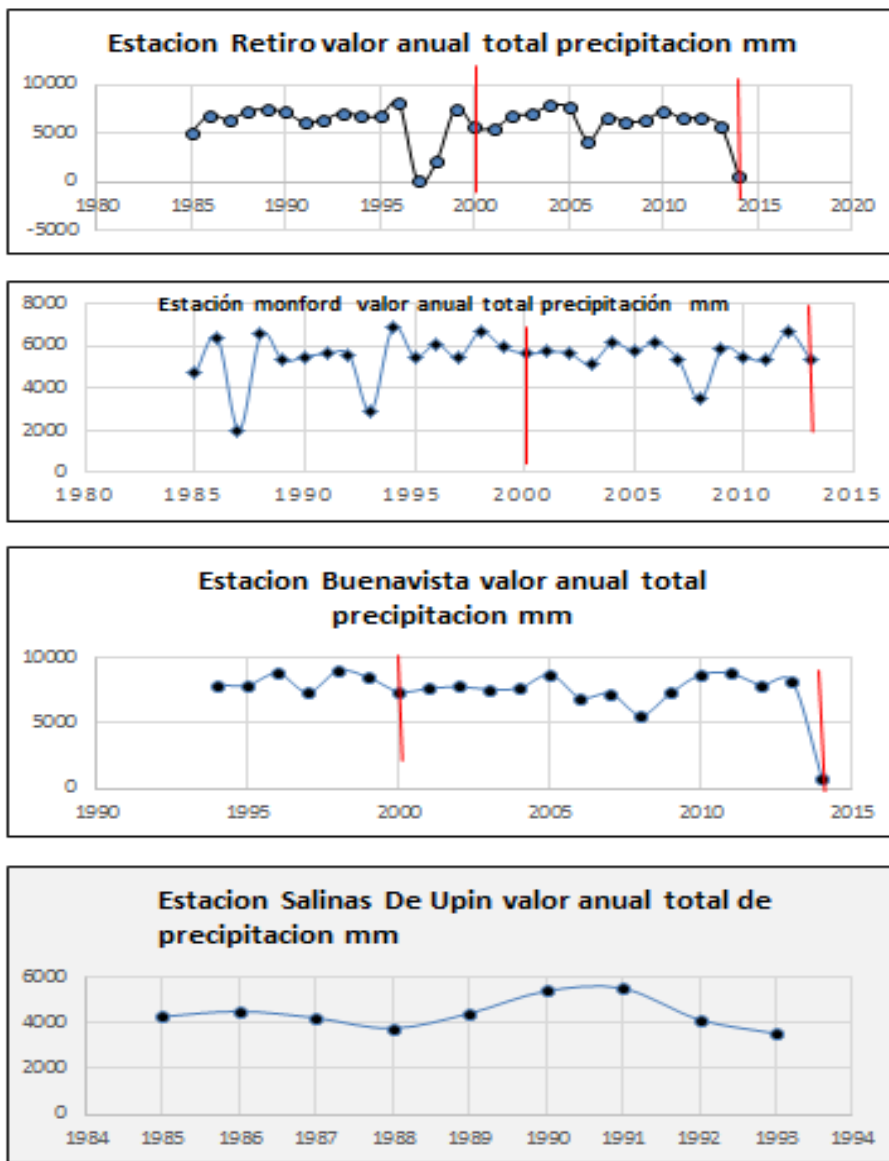 Estacion Retiro valor anual total precipitacion mm
10000
5000
0
-5000
1980 1985 1990 1995 2000 2005 2010 2015 2020
Estación monford valor anual total precipitación mm
8000
6000
4000
2000
0
1980 1985 1990 1995 2000 2005 2010 2015
Estacion Buenavista valor anual total
precipitacion mm
10000
5000
0
1990 1995 2000 2005 2010 2015
Estacion Salinas De Upin valor anual total de
precipitacion mm
6000
4000
2000
0
1984 1985 1986 1987 1988 1989 1990 1991 1992 1993 1994